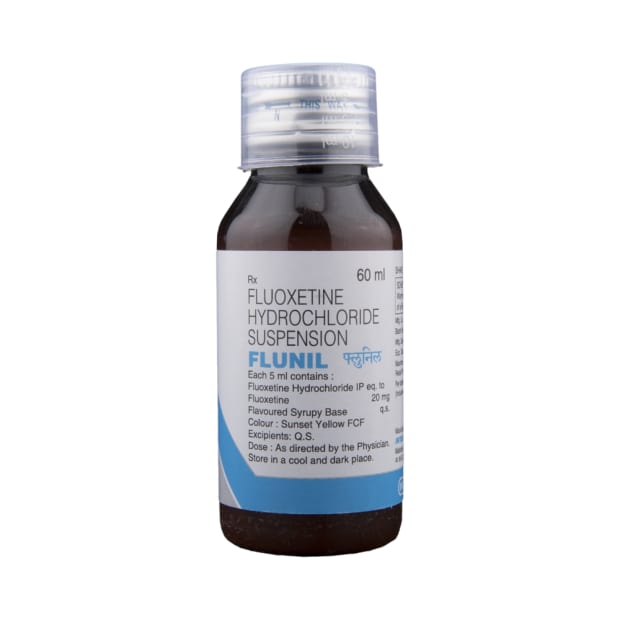 THIS WAY
Rx
60 ml
FLUOXETINE
HYDROCHLORIDE
SUSPENSION
FLUNIL फ्लुनिल
Each 5 ml contains :
Fluoxetine Hydrochloride IP eq. to
Fluoxetine 20 mg
Flavoured Syrupy Base q.s.
Colour : Sunset Yellow FCF
Excipients: Q.S.
Dose : As directed by the Physician.
Store in a cool and dark place.